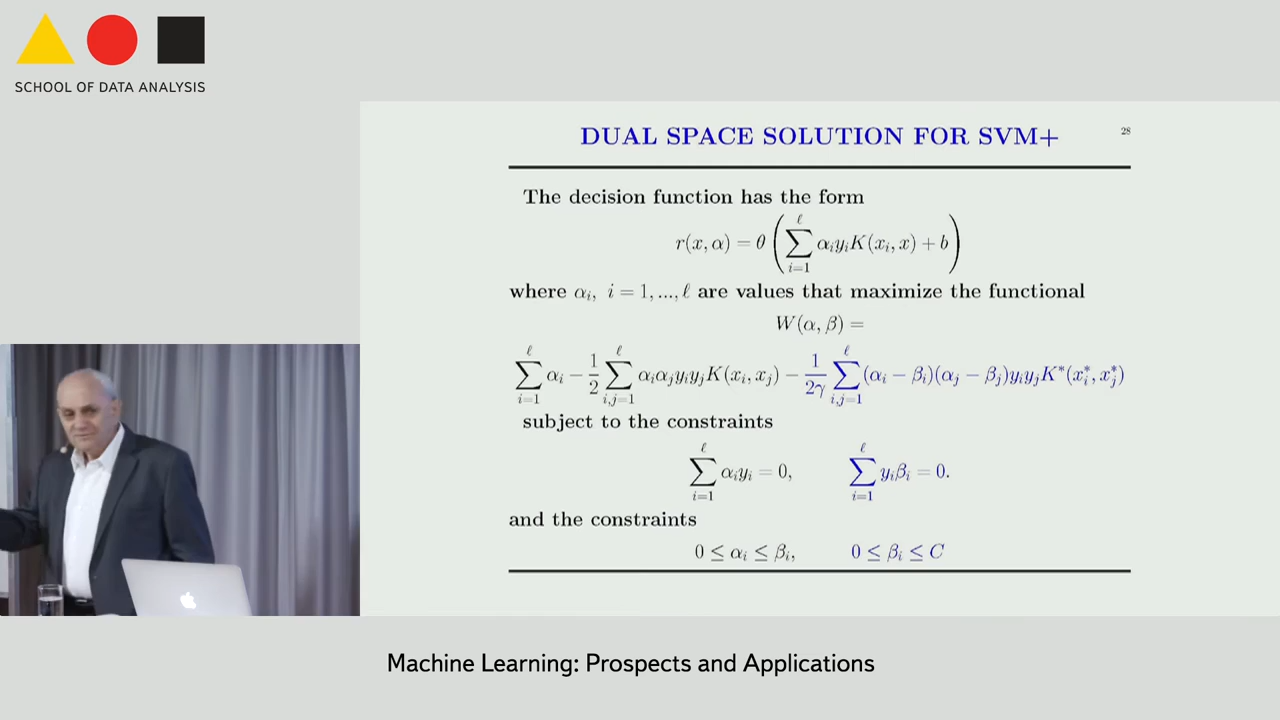 SCHOOL OF DATA ANALYSIS
DUAL SPACE SOLUTION FOR SVM+
28
The decision function has the form
r(x, α) = θ ( ∑_{i=1}^{ℓ} α_i y_i K(x_i, x) + b )
where α_i, i = 1, ..., ℓ are values that maximize the functional
W(α, β) =
∑_{i=1}^{ℓ} α_i − 1/2 ∑_{i,j=1}^{ℓ} α_i α_j y_i y_j K(x_i, x_j) − 1/2γ ∑_{i,j=1}^{ℓ} (α_i − β_i)(α_j − β_j) y_i y_j K*(x_i*, x_j*)
subject to the constraints
∑_{i=1}^{ℓ} α_i y_i = 0, ∑_{i=1}^{ℓ} y_i β_i = 0.
and the constraints
0 ≤ α_i ≤ β_i, 0 ≤ β_i ≤ C
Machine Learning: Prospects and Applications